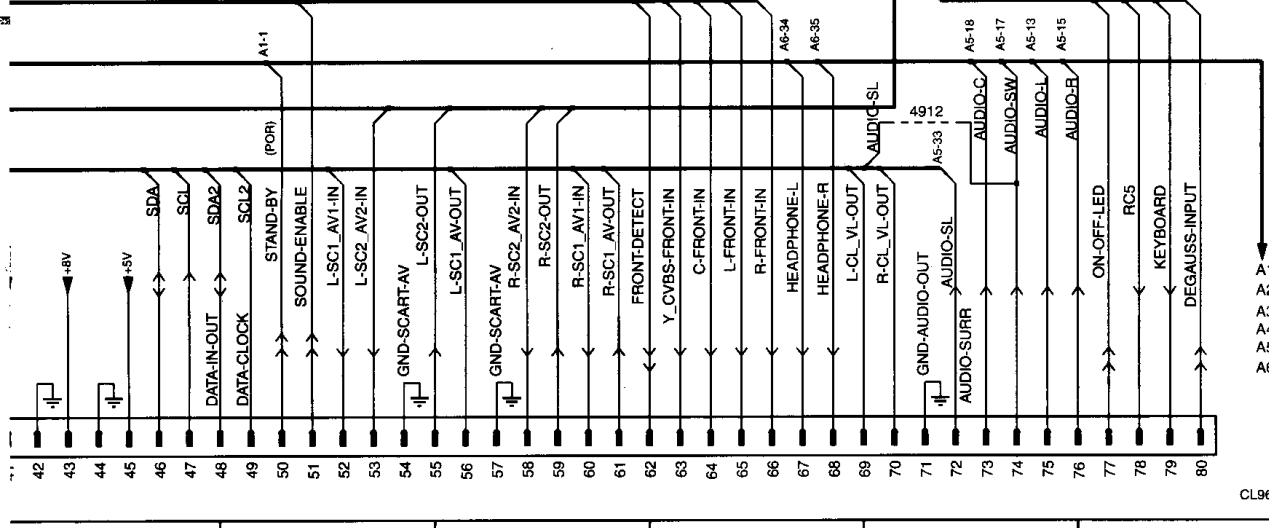 A1-1
A6-34
A6-35
A5-18
A5-17
A5-13
A5-15
(POR)
AUDIO-SL
4912
A5-33
AUDIO-C
AUDIO-SW
AUDIO-L
AUDIO-R
+8V
+5V
SDA
SCL
SDA2
DATA-IN-OUT
SCL2
DATA-CLOCK
STAND-BY
SOUND-ENABLE
L-SC1_AV1-IN
L-SC2_AV2-IN
GND-SCART-AV
L-SC2-OUT
L-SC1_AV-OUT
GND-SCART-AV
R-SC2_AV2-IN
R-SC2-OUT
R-SC1_AV1-IN
R-SC1_AV-OUT
FRONT-DETECT
Y_CVBS-FRONT-IN
C-FRONT-IN
L-FRONT-IN
R-FRONT-IN
HEADPHONE-L
HEADPHONE-R
L-CL_VL-OUT
R-CL_VL-OUT
GND-AUDIO-OUT
AUDIO-SL
AUDIO-SURR
ON-OFF-LED
RC5
KEYBOARD
DEGAUSS-INPUT
A2
A3
A4
42 43 44 45 46 47 48 49 50 51 52 53 54 55 56 57 58 59 60 61 62 63 64 65 66 67 68 69 70 71 72 73 74 75 76 77 78 79 80
CL96